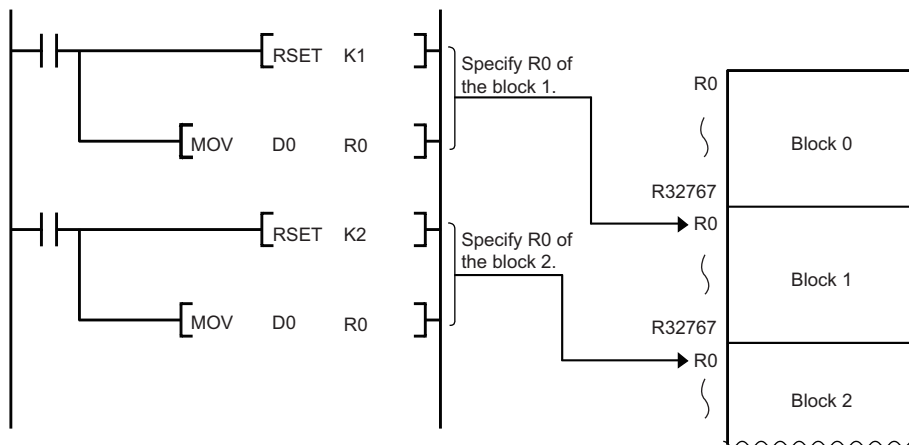 RSET K1
Specify R0 of
the block 1.
MOV D0 R0
RSET K2
Specify R0 of
the block 2.
MOV D0 R0
R0
Block 0
R32767
R0
Block 1
R32767
R0
Block 2